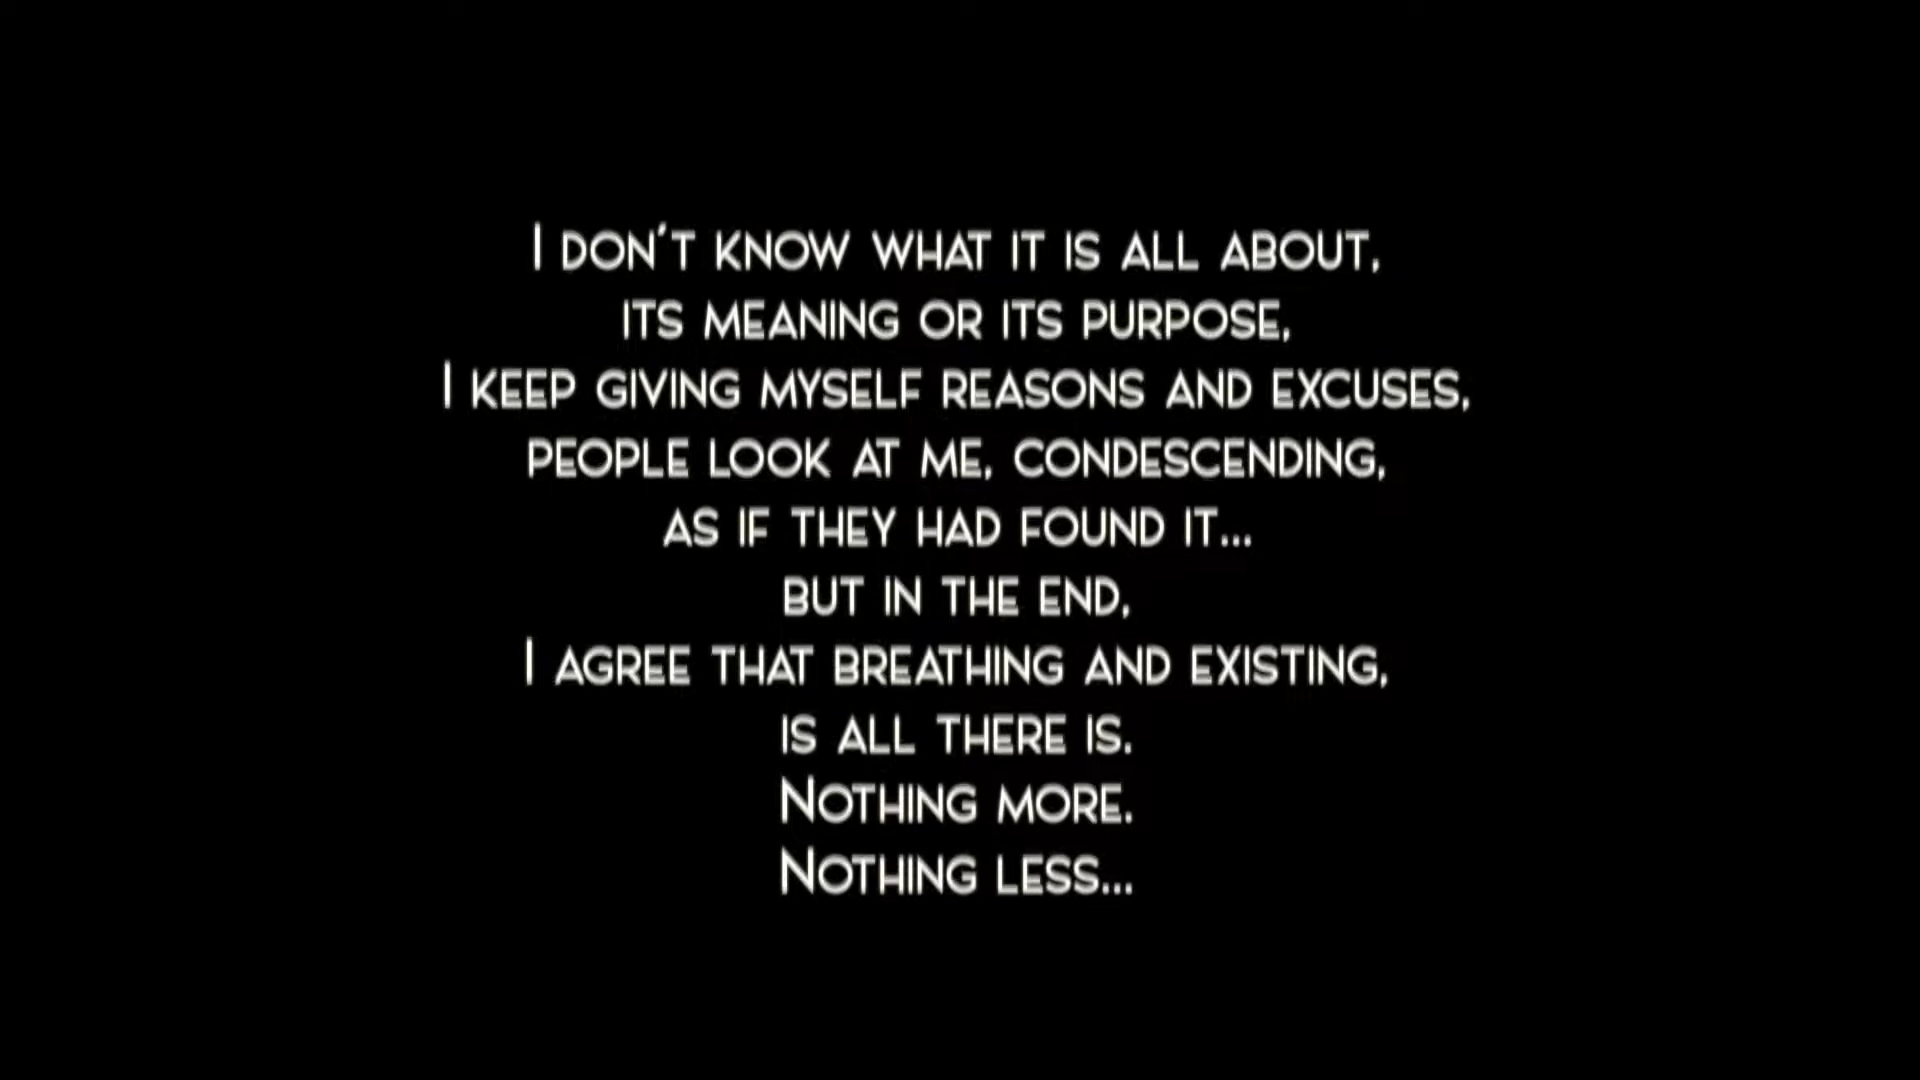 I DON'T KNOW WHAT IT IS ALL ABOUT,
ITS MEANING OR ITS PURPOSE,
I KEEP GIVING MYSELF REASONS AND EXCUSES,
PEOPLE LOOK AT ME, CONDESCENDING,
AS IF THEY HAD FOUND IT...
BUT IN THE END,
I AGREE THAT BREATHING AND EXISTING,
IS ALL THERE IS.
NOTHING MORE.
NOTHING LESS...